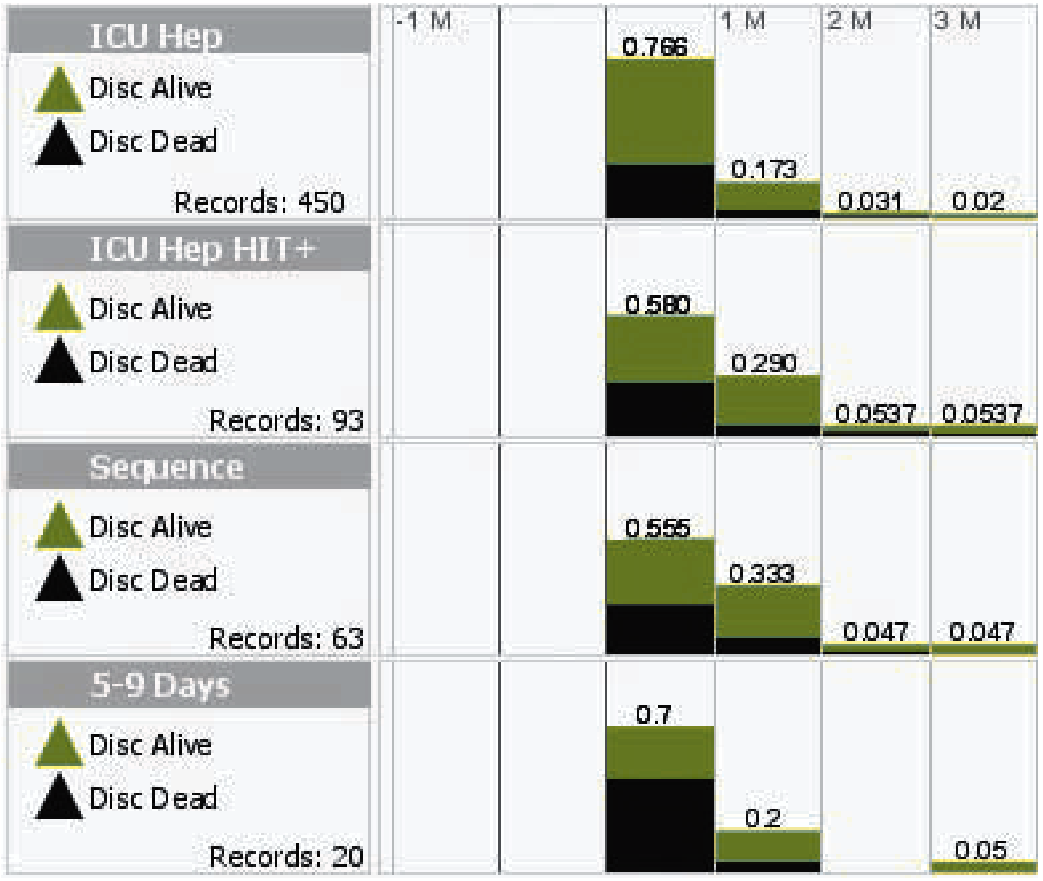 ICU Hep
-1 M 1 M 2 M 3 M
0.766
Disc Alive
Disc Dead
0.173
0.031 0.02
Records: 450
ICU Hep HIT+
Disc Alive
0.580
Disc Dead
0.290
0.0537 0.0537
Records: 93
Sequence
Disc Alive
0.555
Disc Dead
0.333
0.047 0.047
Records: 63
5-9 Days
0.7
Disc Alive
Disc Dead
0.2
0.05
Records: 20